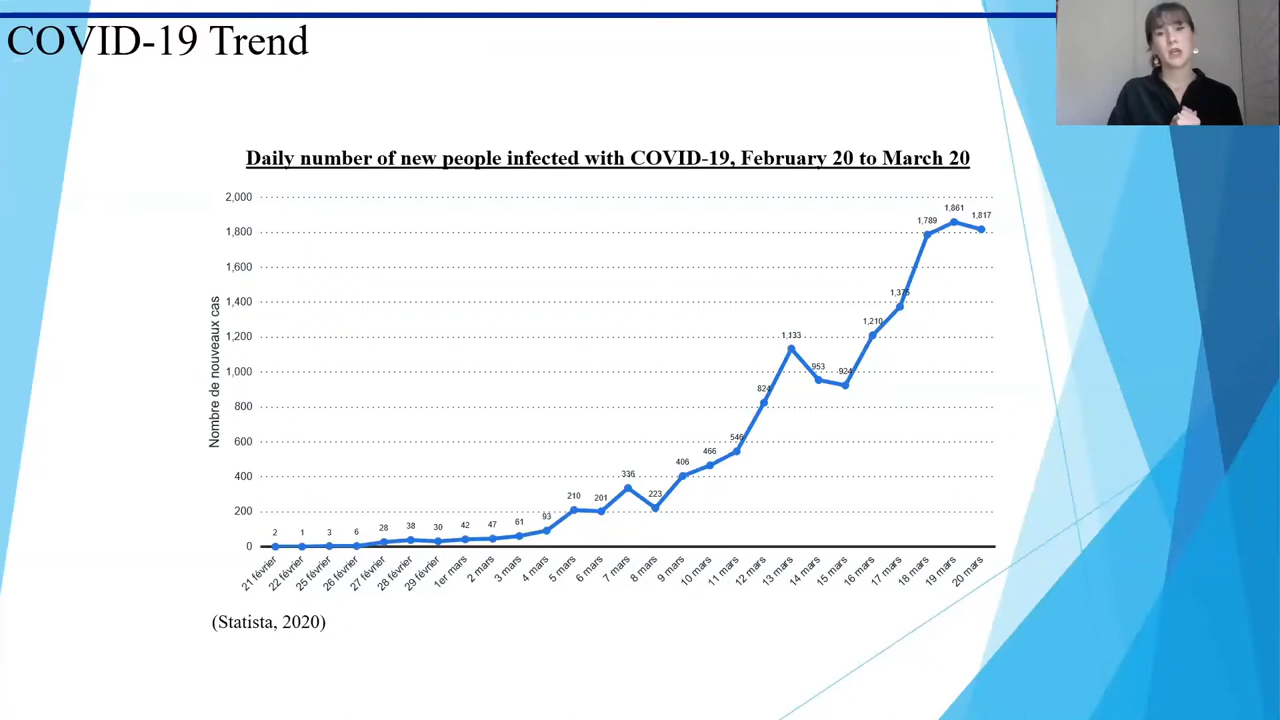 COVID-19 Trend
Daily number of new people infected with COVID-19, February 20 to March 20
Nombre de nouveaux cas
2,000
1,800
1,600
1,400
1,200
1,000
800
600
400
200
0
2
1
3
6
28
38
30
42
47
61
93
210
201
336
223
406
466
546
824
1,133
953
924
1,210
1,375
1,789
1,861
1,817
21 février
22 février
25 février
26 février
27 février
28 février
29 février
1er mars
2 mars
3 mars
4 mars
5 mars
6 mars
7 mars
8 mars
9 mars
10 mars
11 mars
12 mars
13 mars
14 mars
15 mars
16 mars
17 mars
18 mars
19 mars
20 mars
(Statista, 2020)